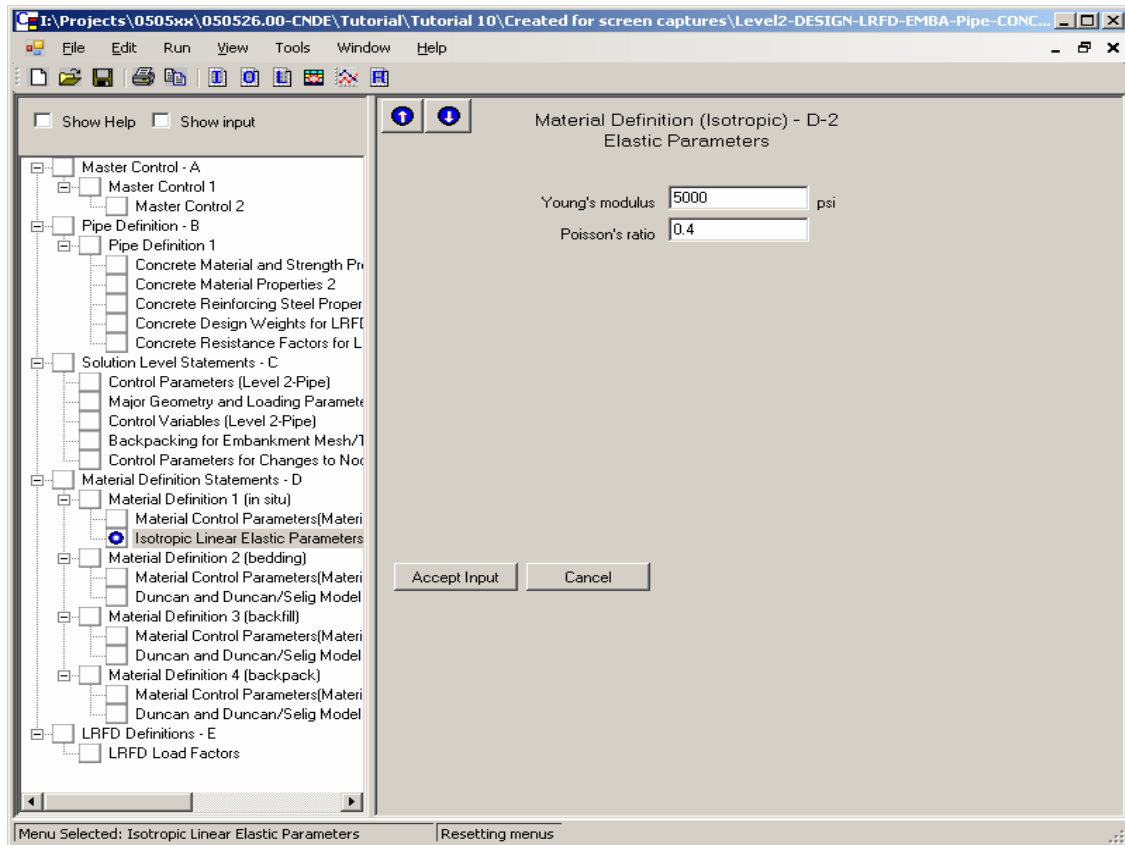 I:\Projects\0505xx\050526.00-CNDE\Tutorial\Tutorial 10\Created for screen captures\Level2-DESIGN-LRFD-EMBA-Pipe-CONC...
File Edit Run View Tools Window Help
Show Help Show input
Master Control - A
Master Control 1
Master Control 2
Pipe Definition - B
Pipe Definition 1
Concrete Material and Strength Pr
Concrete Material Properties 2
Concrete Reinforcing Steel Proper
Concrete Design Weights for LRF
Concrete Resistance Factors for L
Solution Level Statements - C
Control Parameters (Level 2-Pipe)
Major Geometry and Loading Paramete
Control Variables (Level 2-Pipe)
Backpacking for Embankment Mesh/T
Control Parameters for Changes to Noc
Material Definition Statements - D
Material Definition 1 (in situ)
Material Control Parameters(Materi
Isotropic Linear Elastic Parameters
Material Definition 2 (bedding)
Material Control Parameters(Materi
Duncan and Duncan/Selig Model
Material Definition 3 (backfill)
Material Control Parameters(Materi
Duncan and Duncan/Selig Model
Material Definition 4 (backpack)
Material Control Parameters(Materi
Duncan and Duncan/Selig Model
LRFD Definitions - E
LRFD Load Factors
Material Definition (Isotropic) - D-2
Elastic Parameters
Young's modulus 5000 psi
Poisson's ratio 0.4
Accept Input Cancel
Menu Selected: Isotropic Linear Elastic Parameters Resetting menus